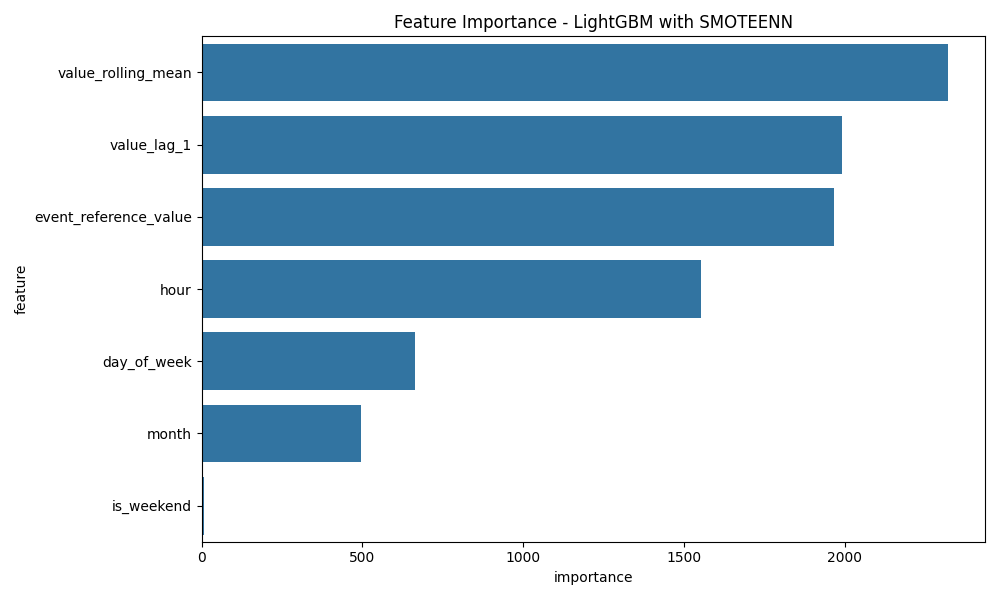 Feature Importance - LightGBM with SMOTEENN
feature
value_rolling_mean
value_lag_1
event_reference_value
hour
day_of_week
month
is_weekend
0 500 1000 1500 2000
importance